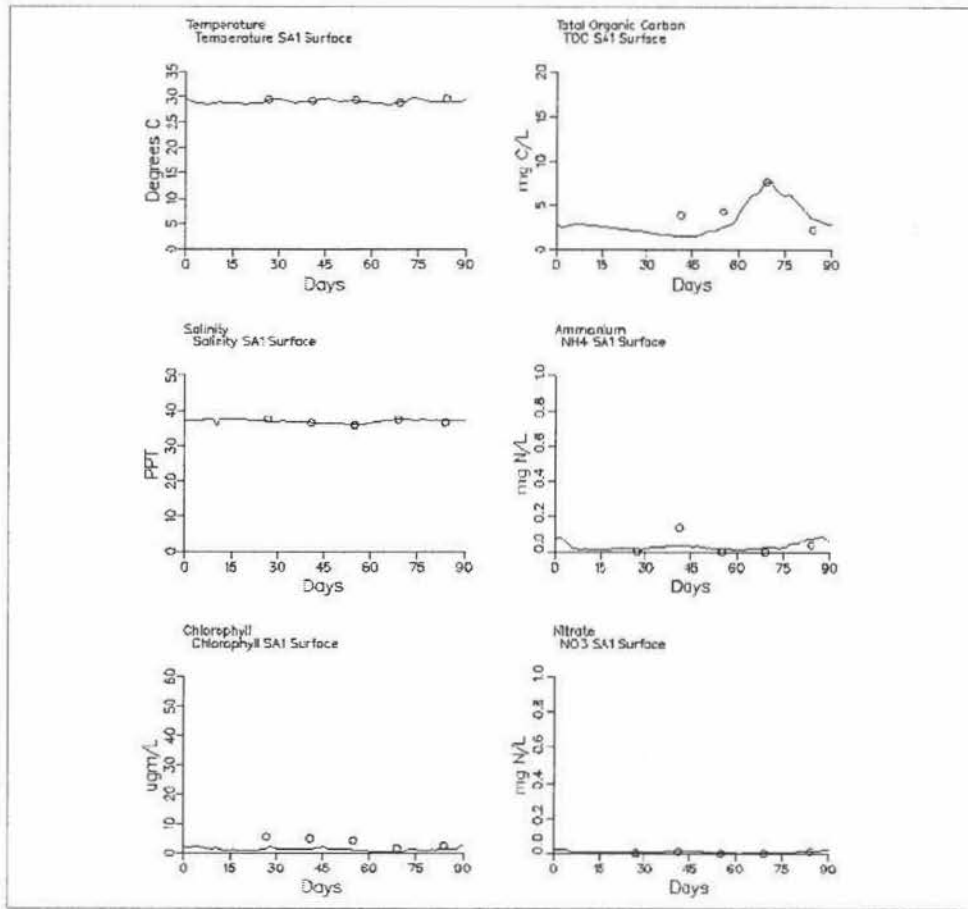 Temperature
Temperature SA1 Surface
35
30
25
20
15
10
5
0
Degrees C
0 15 30 45 60 75 90
Days
Total Organic Carbon
TOC SA1 Surface
20
15
10
5
0
mg C/L
0 15 30 45 60 75 90
Days
Salinity
Salinity SA1 Surface
50
40
30
20
10
0
PPT
0 15 30 45 60 75 90
Days
Ammonium
NH4 SA1 Surface
1.0
0.8
0.6
0.4
0.2
0.0
mg N/L
0 15 30 45 60 75 90
Days
Chlorophyll
Chlorophyll SA1 Surface
60
50
40
30
20
10
0
ugm/L
0 15 30 45 60 75 90
Days
Nitrate
NO3 SA1 Surface
1.0
0.8
0.6
0.4
0.2
0.0
mg N/L
0 15 30 45 60 75 90
Days